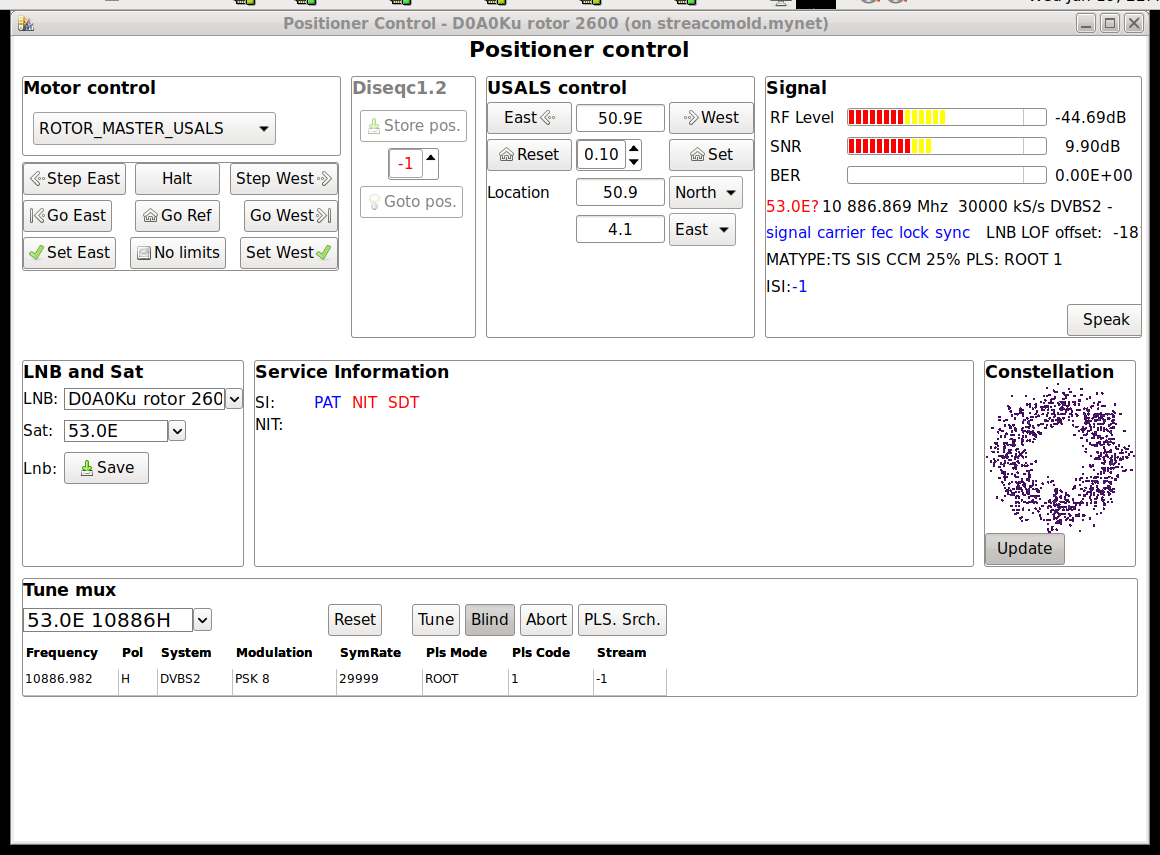 Positioner Control - D0A0Ku rotor 2600 (on streacomold.mynet)
Positioner control
Motor control
ROTOR_MASTER_USALS
Step East Halt Step West
Go East Go Ref Go West
Set East No limits Set West
Diseqc1.2
Store pos.
-1
Goto pos.
USALS control
East 50.9E West
Reset 0.10 Set
Location 50.9 North
4.1 East
Signal
RF Level -44.69dB
SNR 9.90dB
BER 0.00E+00
53.0E? 10 886.869 Mhz 30000 kS/s DVBS2 -
signal carrier fec lock sync LNB LOF offset: -18
MATYPE:TS SIS CCM 25% PLS: ROOT 1
ISI:-1
Speak
LNB and Sat
LNB: D0A0Ku rotor 260
Sat: 53.0E
Lnb: Save
Service Information
SI: PAT NIT SDT
NIT:
Constellation
Update
Tune mux
53.0E 10886H Reset Tune Blind Abort PLS. Srch.
Frequency Pol System Modulation SymRate Pls Mode Pls Code Stream
10886.982 H DVBS2 PSK 8 29999 ROOT 1 -1